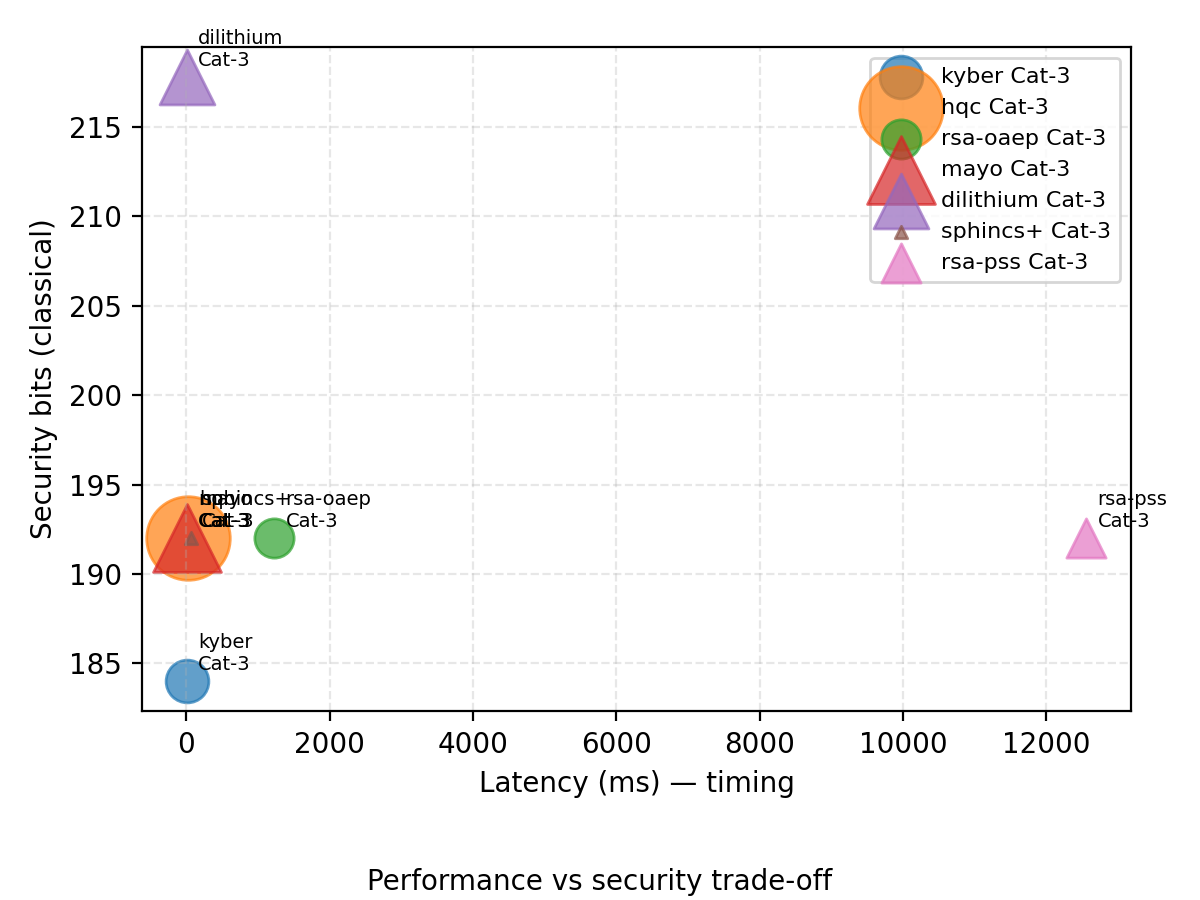 dilithium
Cat-3
kyber Cat-3
hqc Cat-3
rsa-oaep Cat-3
mayo Cat-3
dilithium Cat-3
sphincs+ Cat-3
rsa-pss Cat-3
215
210
205
200
195
190
185
Security bits (classical)
sphincs+
Cat-3
rsa-oaep
Cat-3
rsa-pss
Cat-3
kyber
Cat-3
0
2000
4000
6000
8000
10000
12000
Latency (ms) — timing
Performance vs security trade-off